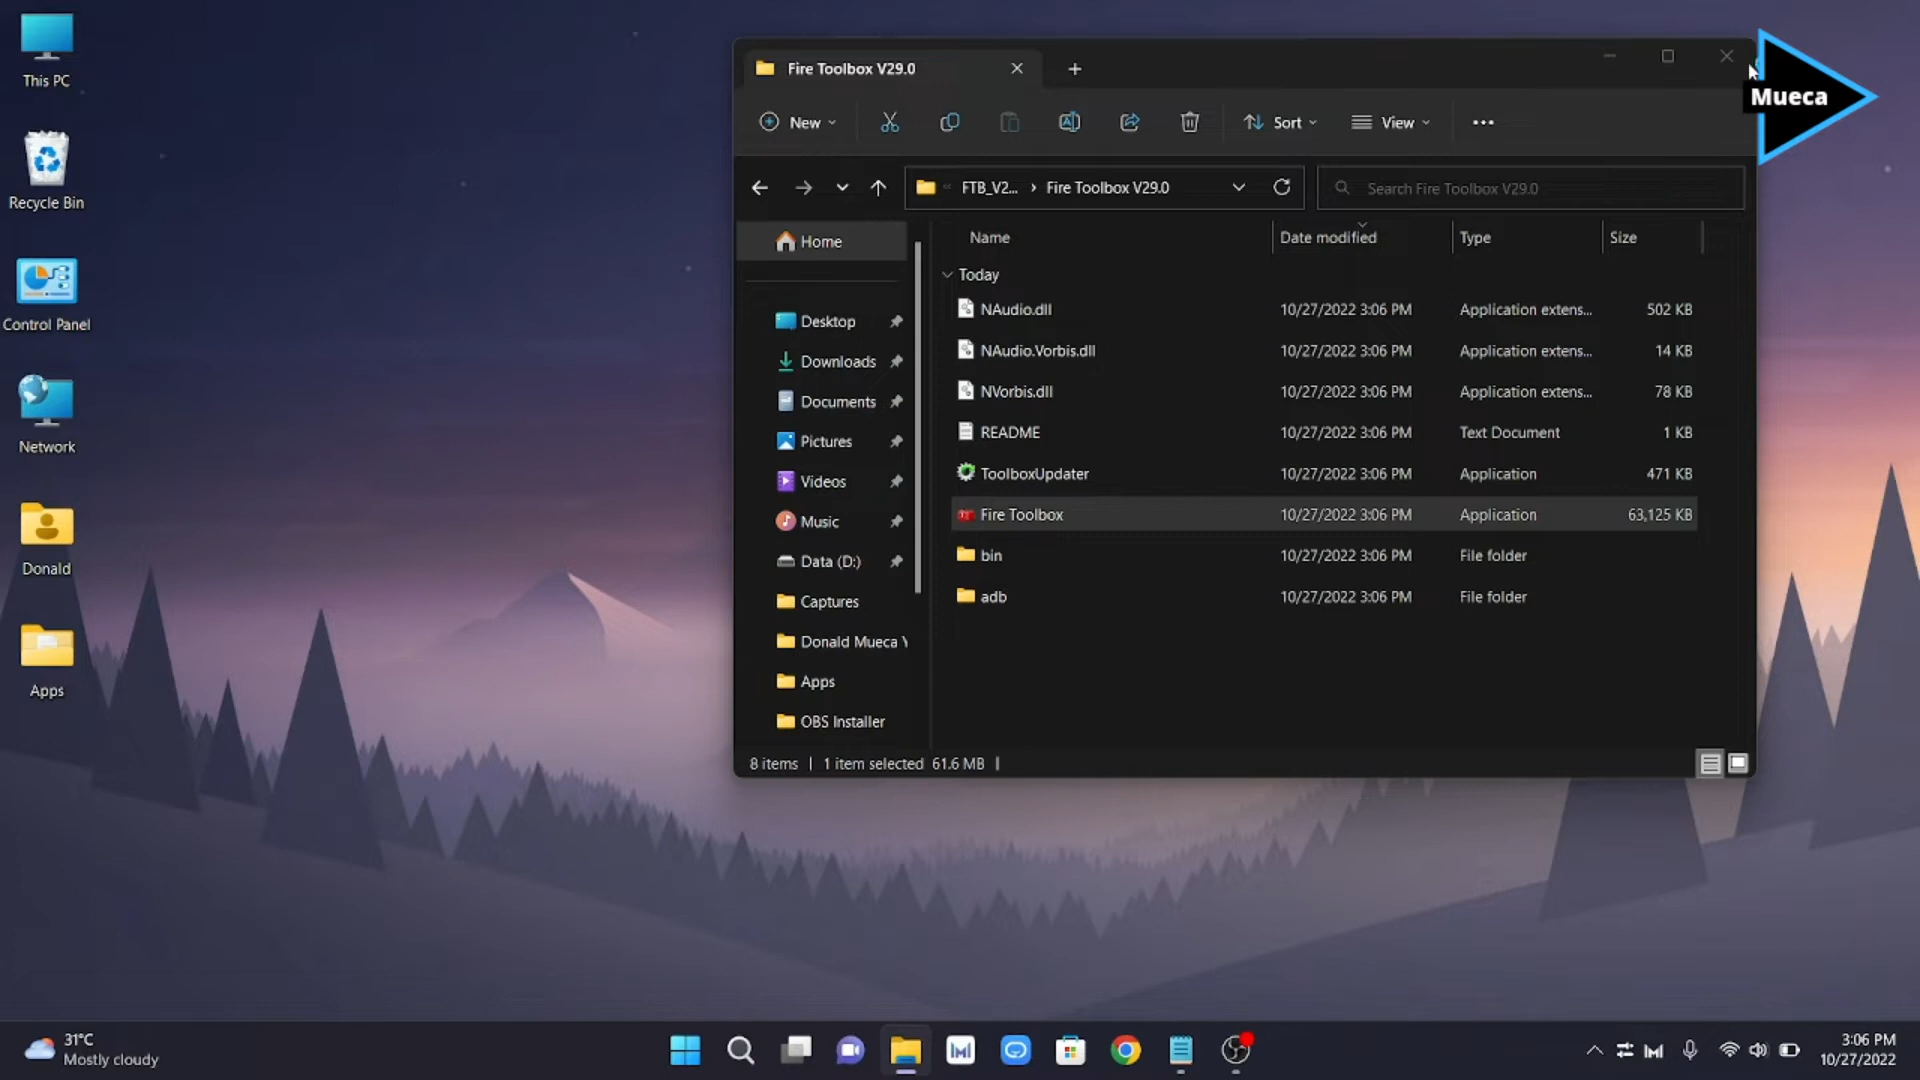 This PC
Recycle Bin
Control Panel
Network
Donald
Apps
Fire Toolbox V29.0
Mueca
New
Sort
View
FTB_V2... › Fire Toolbox V29.0
Search Fire Toolbox V29.0
Home
Desktop
Downloads
Documents
Pictures
Videos
Music
Data (D:)
Captures
Donald Mueca Y
Apps
OBS Installer
Name Date modified Type Size
Today
NAudio.dll 10/27/2022 3:06 PM Application extens... 502 KB
NAudio.Vorbis.dll 10/27/2022 3:06 PM Application extens... 14 KB
NVorbis.dll 10/27/2022 3:06 PM Application extens... 78 KB
README 10/27/2022 3:06 PM Text Document 1 KB
ToolboxUpdater 10/27/2022 3:06 PM Application 471 KB
Fire Toolbox 10/27/2022 3:06 PM Application 63,125 KB
bin 10/27/2022 3:06 PM File folder
adb 10/27/2022 3:06 PM File folder
8 items | 1 item selected 61.6 MB |
31°C
Mostly cloudy
3:06 PM
10/27/2022